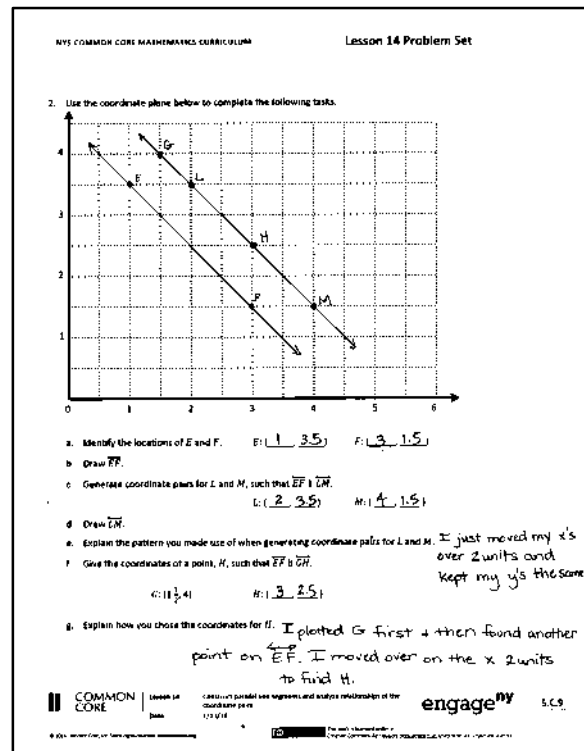 NYS COMMON CORE MATHEMATICS CURRICULUM
Lesson 14 Problem Set
2. Use the coordinate plane below to complete the following tasks.
G
4
E
L
3
H
2
F
M
1
0 1 2 3 4 5 6
a. Identify the locations of E and F. E: ( 1 , 3.5 ) F: ( 3 , 1.5 )
b Draw EF.
c Generate coordinate pairs for L and M, such that EF ∥ LM.
L: ( 2 , 3.5 ) M: ( 4 , 1.5 )
d Draw LM.
e. Explain the pattern you made use of when generating coordinate pairs for L and M. I just moved my x's
over 2 units and
kept my y's the same
f Give the coordinates of a point, H, such that EF ∥ GH.
G: (1 1/2, 4) H: ( 3 , 2.5 )
g. Explain how you chose the coordinates for H. I plotted G first + then found another
point on EF. I moved over on the x 2 units
to find H.
COMMON
CORE
Lesson 14
engage ny
5.C.9